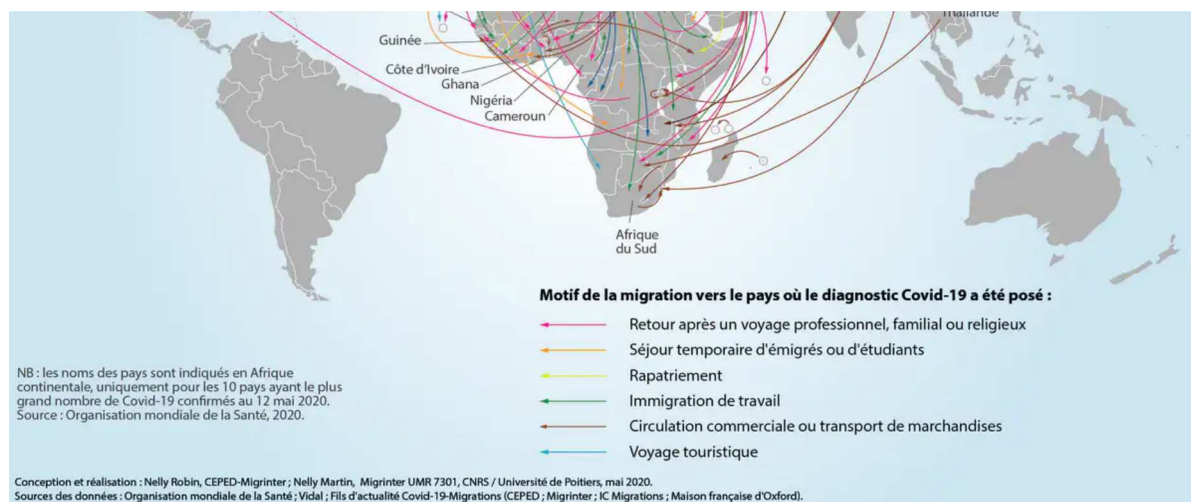 Thaïlande
Guinée
Côte d'Ivoire
Ghana
Nigéria
Cameroun
Afrique
du Sud
Motif de la migration vers le pays où le diagnostic Covid-19 a été posé :
Retour après un voyage professionnel, familial ou religieux
Séjour temporaire d'émigrés ou d'étudiants
Rapatriement
Immigration de travail
Circulation commerciale ou transport de marchandises
Voyage touristique
NB : les noms des pays sont indiqués en Afrique
continentale, uniquement pour les 10 pays ayant le plus
grand nombre de Covid-19 confirmés au 12 mai 2020.
Source : Organisation mondiale de la Santé, 2020.
Conception et réalisation : Nelly Robin, CEPED-Migrinter ; Nelly Martin, Migrinter UMR 7301, CNRS / Université de Poitiers, mai 2020.
Sources des données : Organisation mondiale de la Santé ; Vidal ; Fils d'actualité Covid-19-Migrations (CEPED ; Migrinter ; IC Migrations ; Maison française d'Oxford).